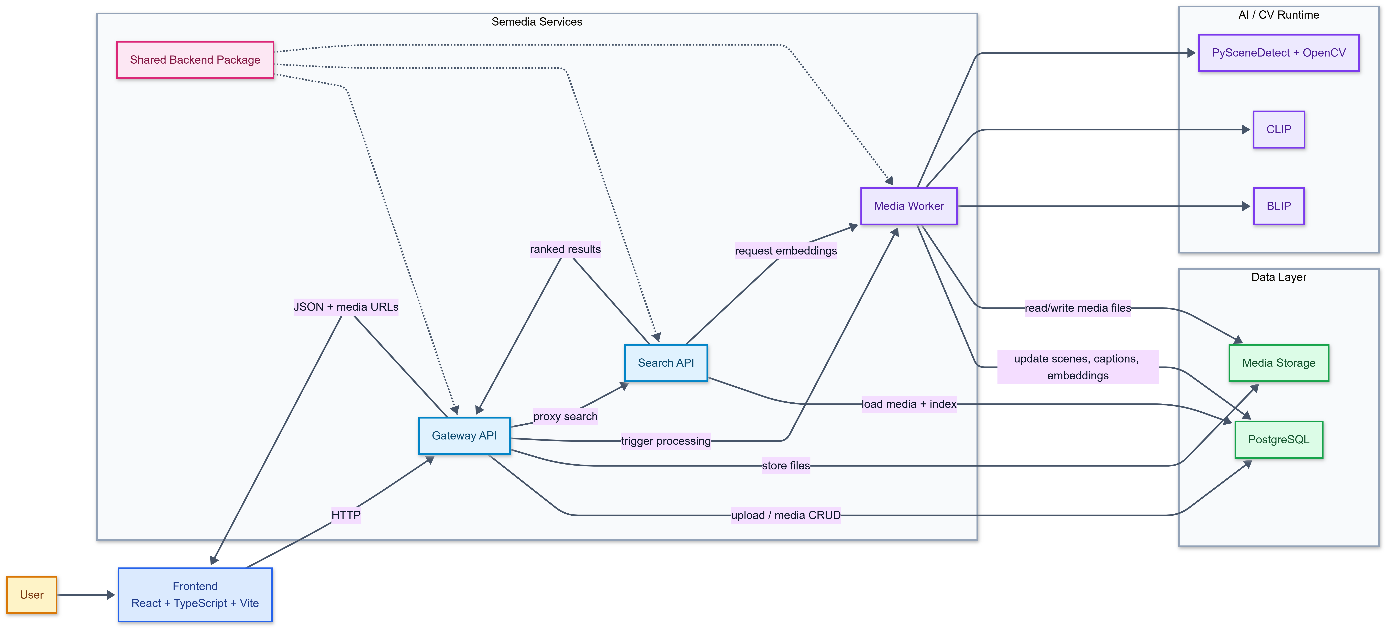 Semedia Services
AI / CV Runtime
Shared Backend Package
PySceneDetect + OpenCV
CLIP
Media Worker
BLIP
ranked results
request embeddings
Data Layer
JSON + media URLs
read/write media files
Search API
update scenes, captions,
embeddings
Media Storage
load media + index
proxy search
Gateway API
trigger processing
PostgreSQL
store files
HTTP
upload / media CRUD
User
Frontend
React + TypeScript + Vite